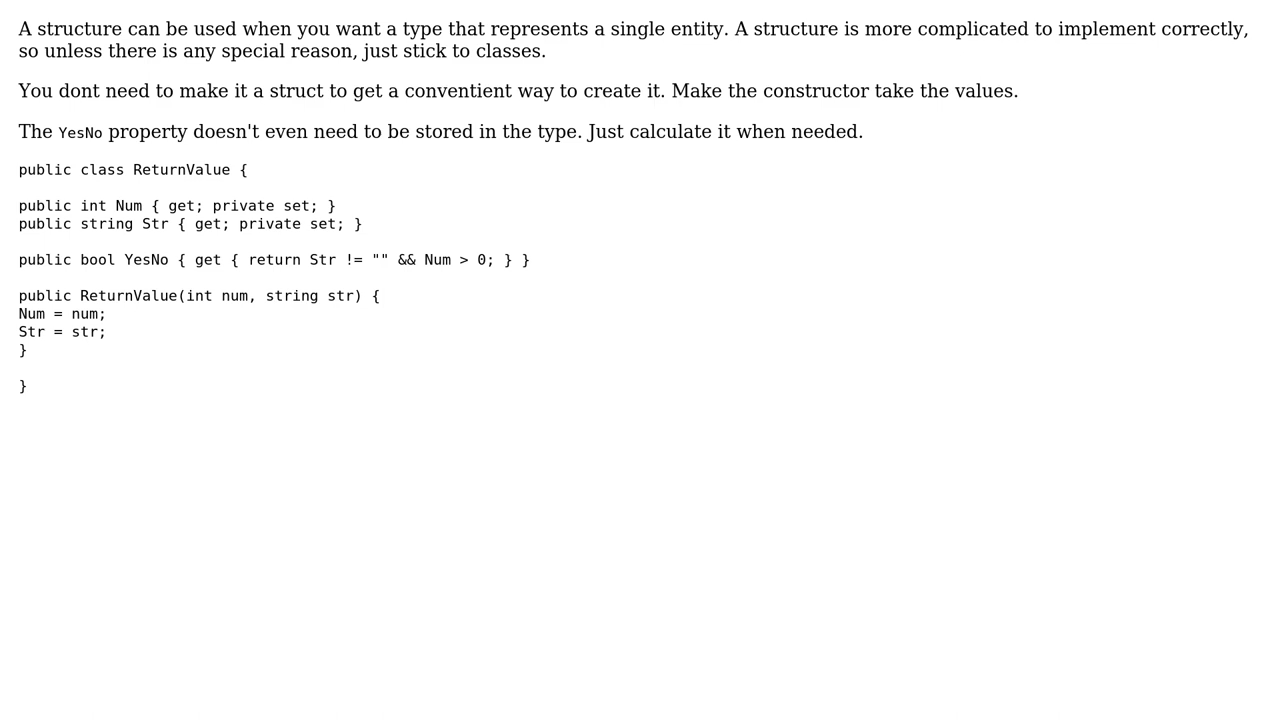 A structure can be used when you want a type that represents a single entity. A structure is more complicated to implement correctly,
so unless there is any special reason, just stick to classes.
You dont need to make it a struct to get a conventient way to create it. Make the constructor take the values.
The YesNo property doesn't even need to be stored in the type. Just calculate it when needed.
public class ReturnValue {
public int Num { get; private set; }
public string Str { get; private set; }
public bool YesNo { get { return Str != "" && Num > 0; } }
public ReturnValue(int num, string str) {
Num = num;
Str = str;
}
}